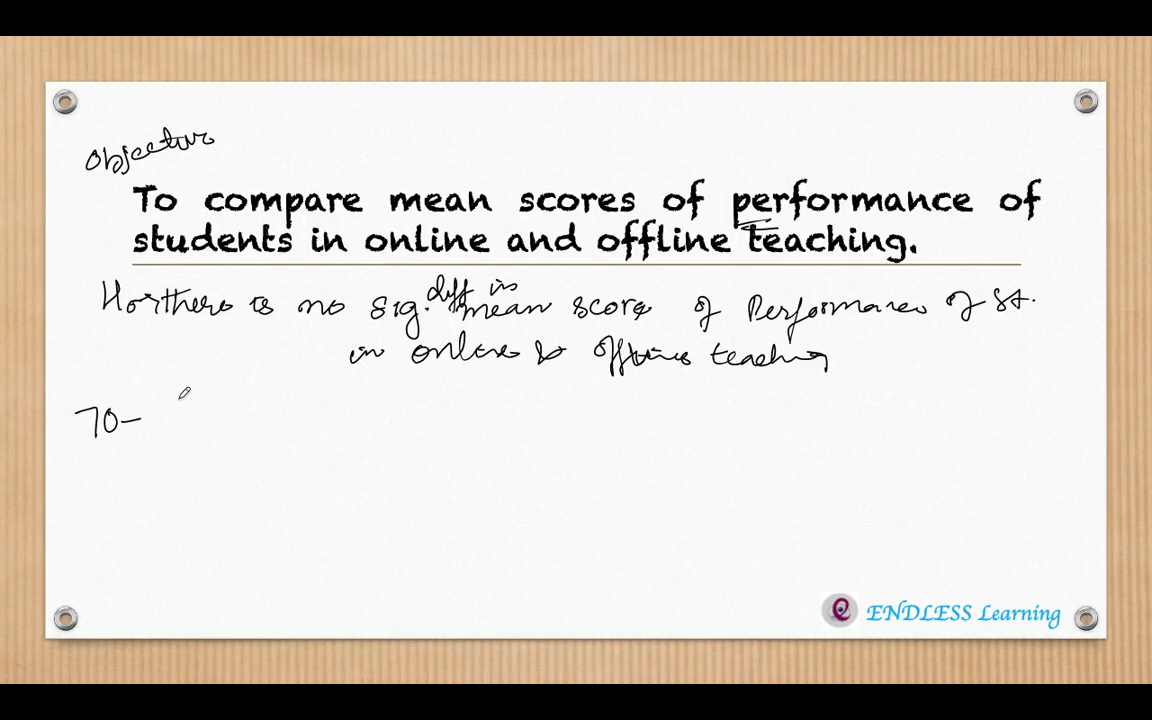 Objective
To compare mean scores of performance of
students in online and offline teaching.
Ho:- there is no sig. diff in mean score of Performance of St.
in online & offline teaching
70-
ENDLESS Learning